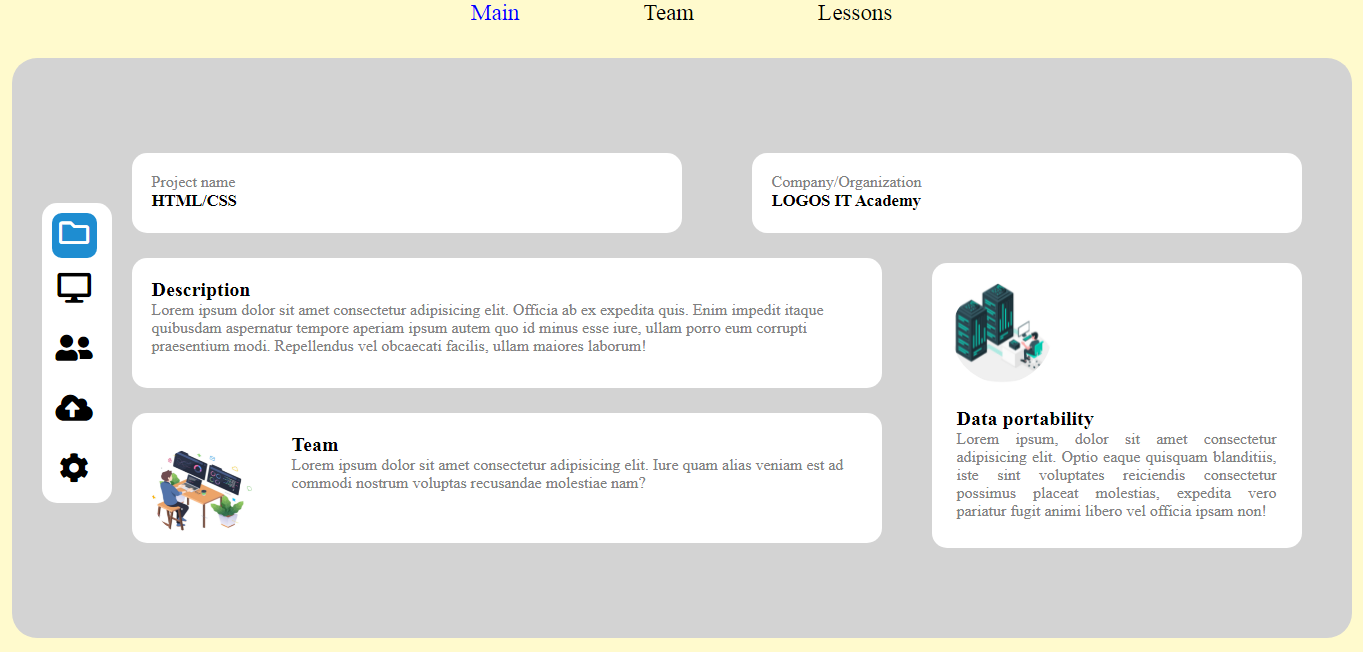 Main Team Lessons
Project name
HTML/CSS
Company/Organization
LOGOS IT Academy
Description
Lorem ipsum dolor sit amet consectetur adipisicing elit. Officia ab ex expedita quis. Enim impedit itaque
quibusdam aspernatur tempore aperiam ipsum autem quo id minus esse iure, ullam porro eum corrupti
praesentium modi. Repellendus vel obcaecati facilis, ullam maiores laborum!
Team
Lorem ipsum dolor sit amet consectetur adipisicing elit. Iure quam alias veniam est ad
commodi nostrum voluptas recusandae molestiae nam?
Data portability
Lorem ipsum, dolor sit amet consectetur
adipisicing elit. Optio eaque quisquam blanditiis,
iste sint voluptates reiciendis consectetur
possimus placeat molestias, expedita vero
pariatur fugit animi libero vel officia ipsam non!